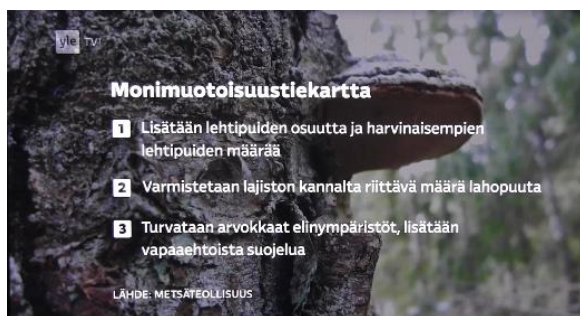 yle TV1
Monimuotoisuustiekartta
1 Lisätään lehtipuiden osuutta ja harvinaisempien
lehtipuiden määrää
2 Varmistetaan lajiston kannalta riittävä määrä lahopuuta
3 Turvataan arvokkaat elinympäristöt, lisätään
vapaaehtoista suojelua
LÄHDE: METSÄTEOLLISUUS